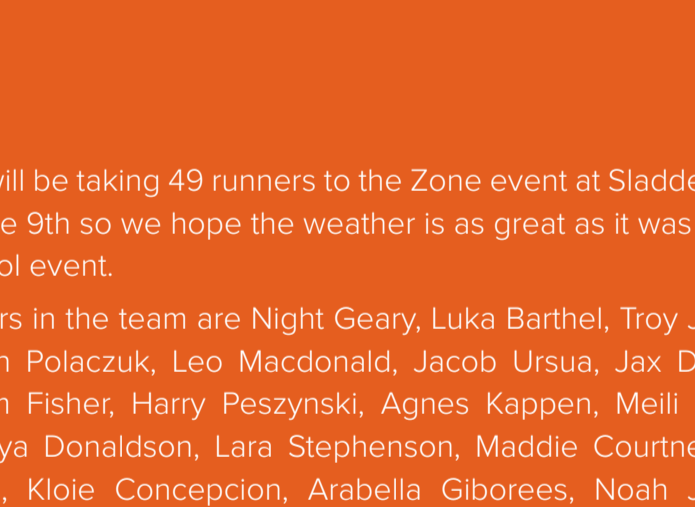 will be taking 49 runners to the Zone event at Sladde
e 9th so we hope the weather is as great as it was
ol event.
rs in the team are Night Geary, Luka Barthel, Troy J
n Polaczuk, Leo Macdonald, Jacob Ursua, Jax D
n Fisher, Harry Peszynski, Agnes Kappen, Meili
ya Donaldson, Lara Stephenson, Maddie Courtne
, Kloie Concepcion, Arabella Giborees, Noah J